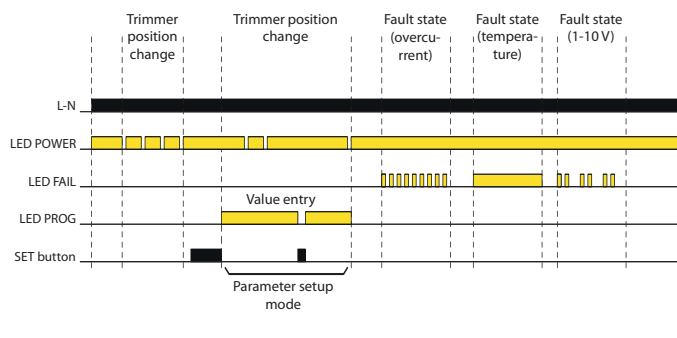 Trimmer
position
change
Trimmer position
change
Fault state
(overcu-
rrent)
Fault state
(tempera-
ture)
Fault state
(1-10 V)
L-N
LED POWER
LED FAIL
Value entry
LED PROG
SET button
Parameter setup
mode